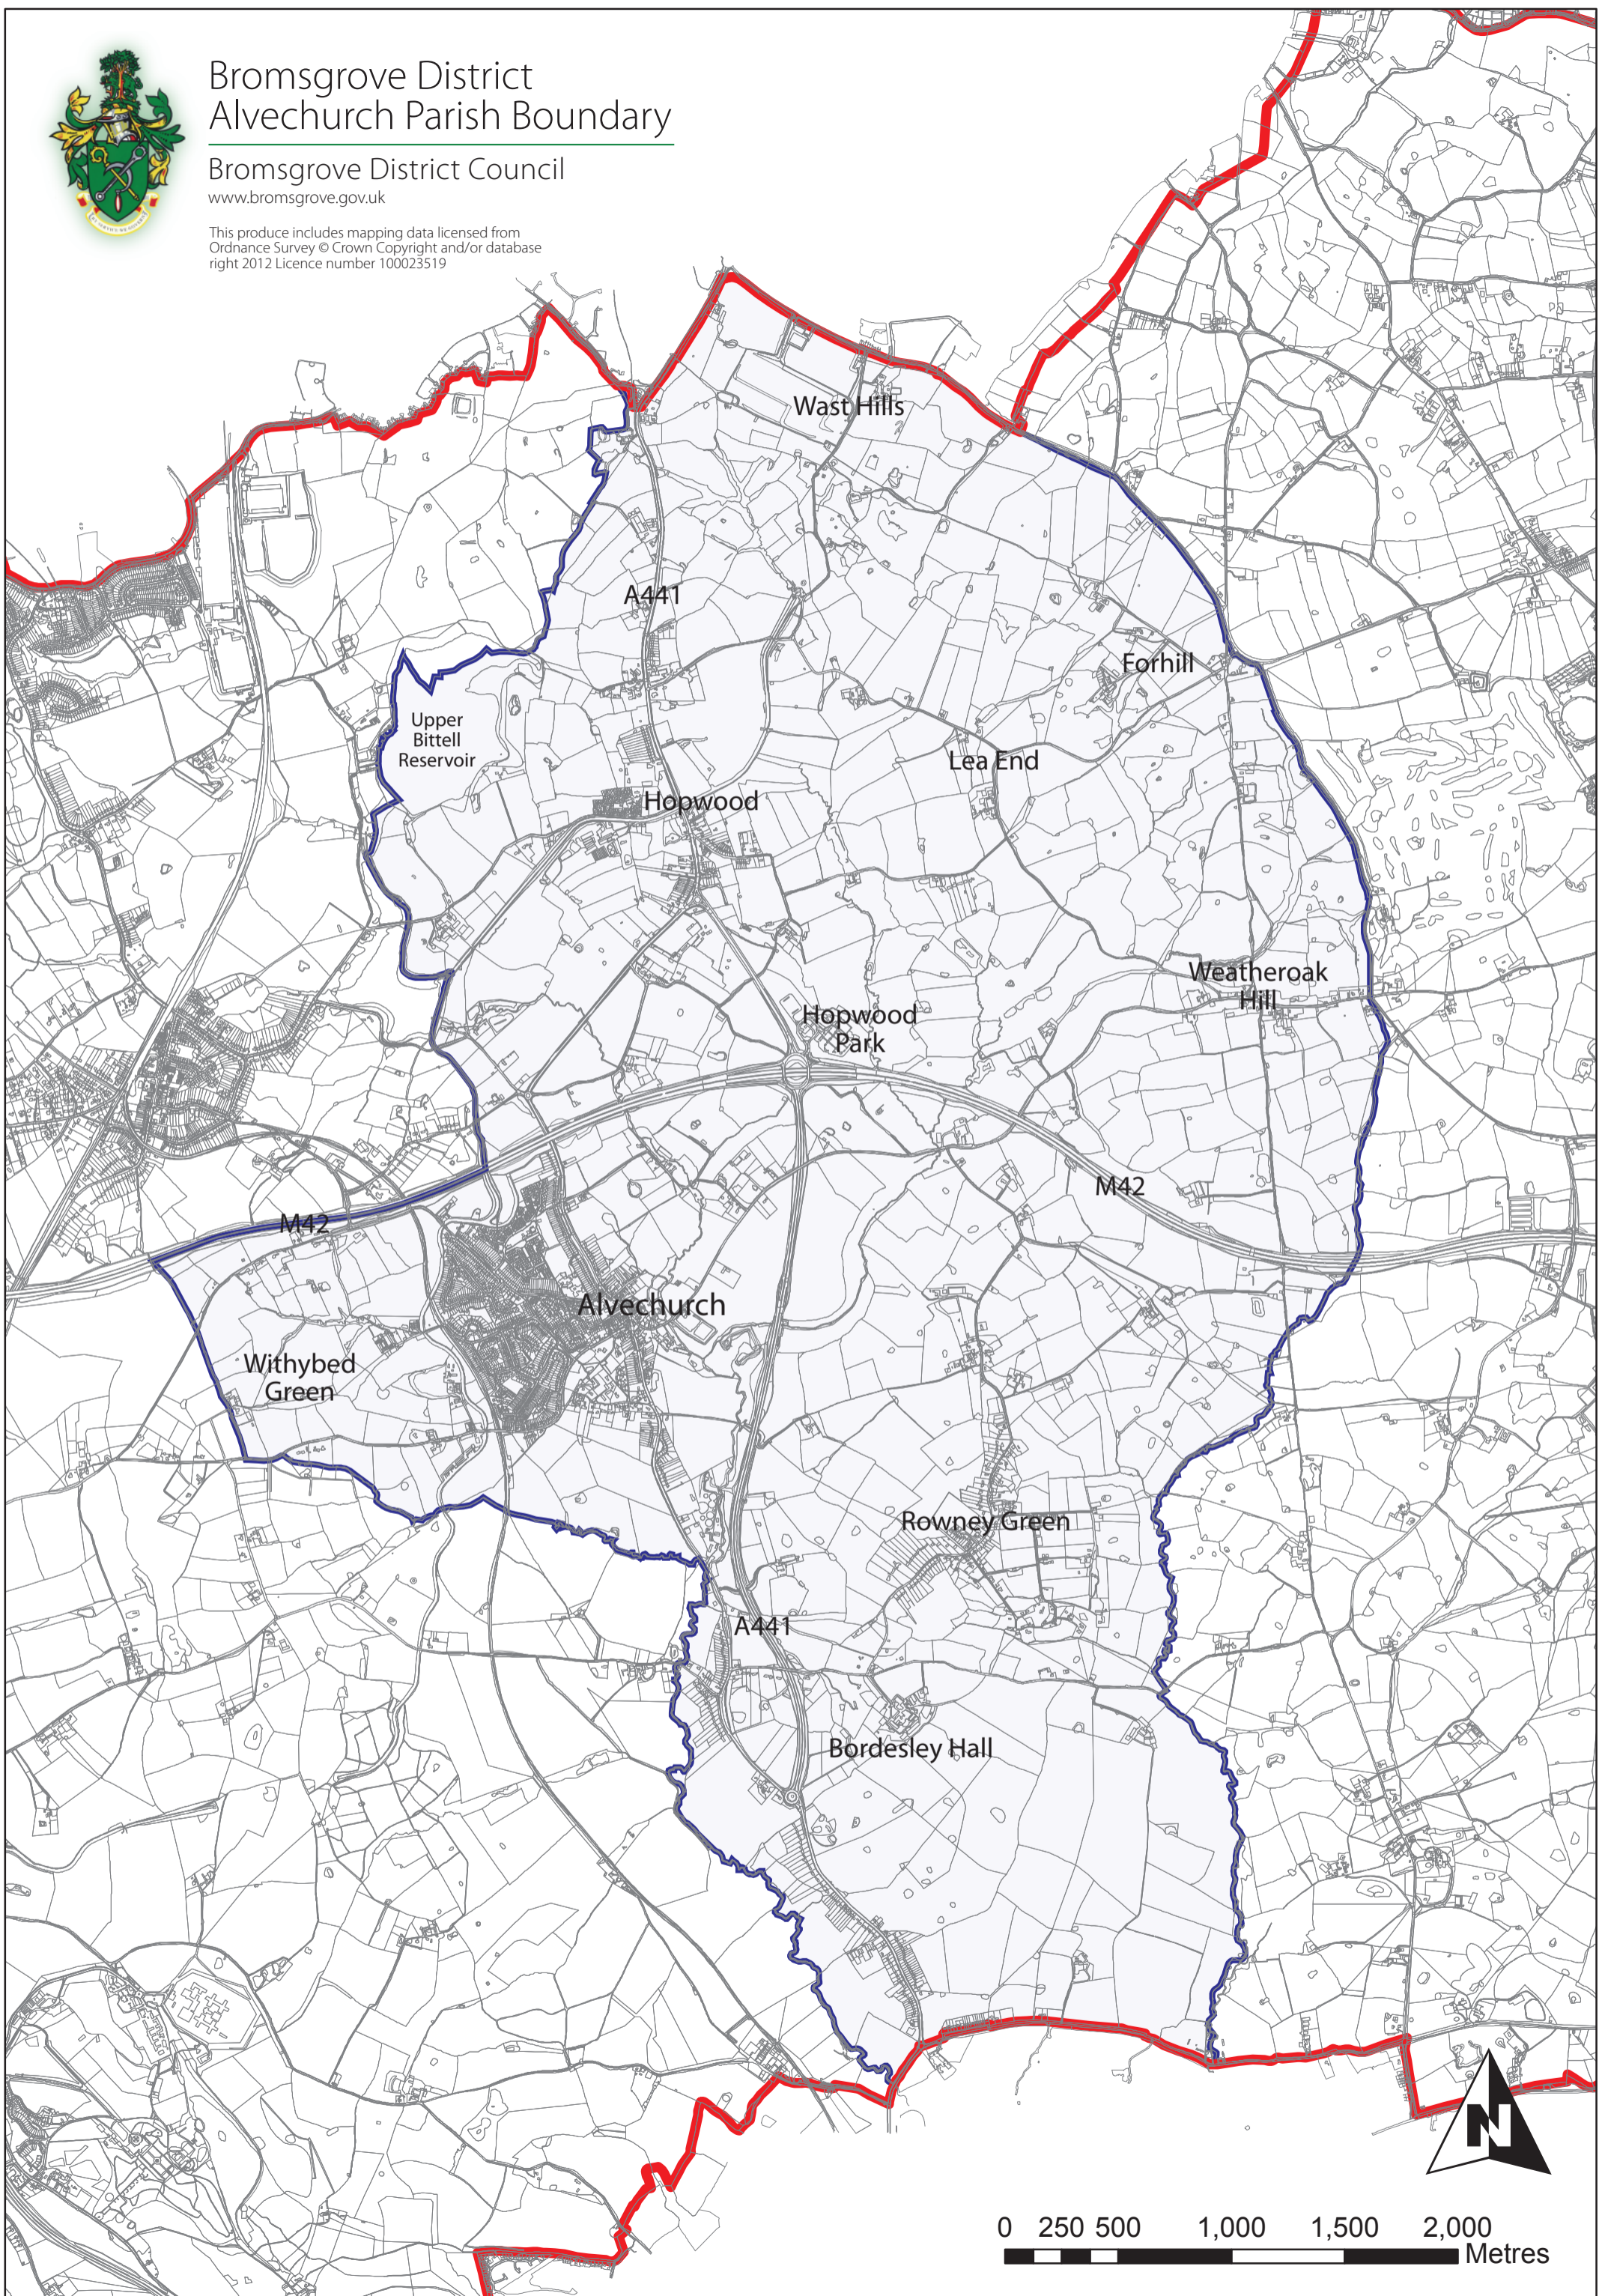 Bromsgrove District
Alvechurch Parish Boundary
Bromsgrove District Council
www.bromsgrove.gov.uk
This produce includes mapping data licensed from
Ordnance Survey © Crown Copyright and/or database
right 2012 Licence number 100023519
Wast Hills
A441
Forhill
Upper
Bittell
Reservoir
Lea End
Hopwood
Weatheroak
Hill
Hopwood
Park
M42
M42
Alvechurch
Withybed
Green
Rowney Green
A441
Bordesley Hall
N
0 250 500 1,000 1,500 2,000
Metres